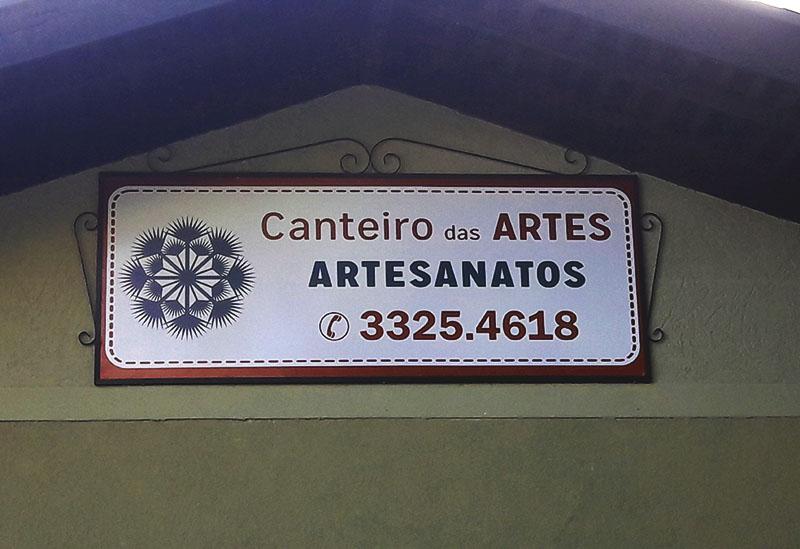 Canteiro das ARTES
ARTESANATOS
✆ 3325.4618